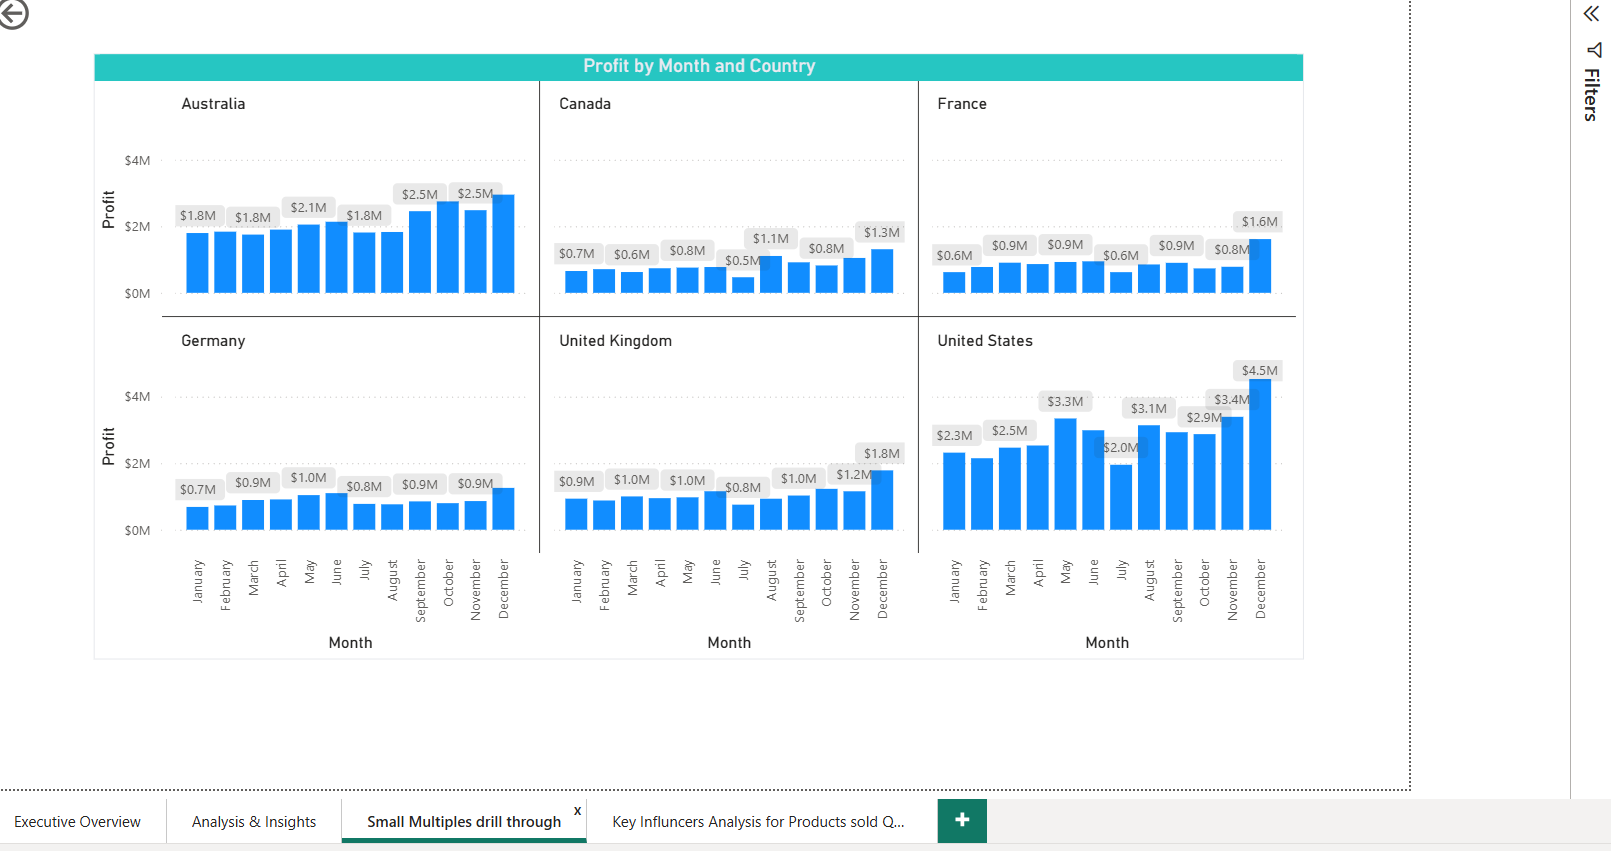 Profit by Month and Country
Australia
Canada
France
Profit
$4M
$2M
$0M
$1.8M
$1.8M
$2.1M
$1.8M
$2.5M
$2.5M
$0.7M
$0.6M
$0.8M
$0.5M
$1.1M
$0.8M
$1.3M
$0.6M
$0.9M
$0.9M
$0.6M
$0.9M
$0.8M
$1.6M
Germany
United Kingdom
United States
Profit
$4M
$2M
$0M
$0.7M
$0.9M
$1.0M
$0.8M
$0.9M
$0.9M
$0.9M
$1.0M
$1.0M
$0.8M
$1.0M
$1.2M
$1.8M
$2.3M
$2.5M
$3.3M
$2.0M
$3.1M
$2.9M
$3.4M
$4.5M
January
February
March
April
May
June
July
August
September
October
November
December
January
February
March
April
May
June
July
August
September
October
November
December
January
February
March
April
May
June
July
August
September
October
November
December
Month
Month
Month
Filters
Executive Overview
Analysis & Insights
Small Multiples drill through
x
Key Influncers Analysis for Products sold Q...
+